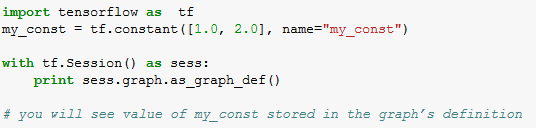 import tensorflow as  tf
my_const = tf.constant([1.0, 2.0], name="my_const")
with tf.Session() as sess:
    print sess.graph.as_graph_def()
# you will see value of my_const stored in the graph’s definition